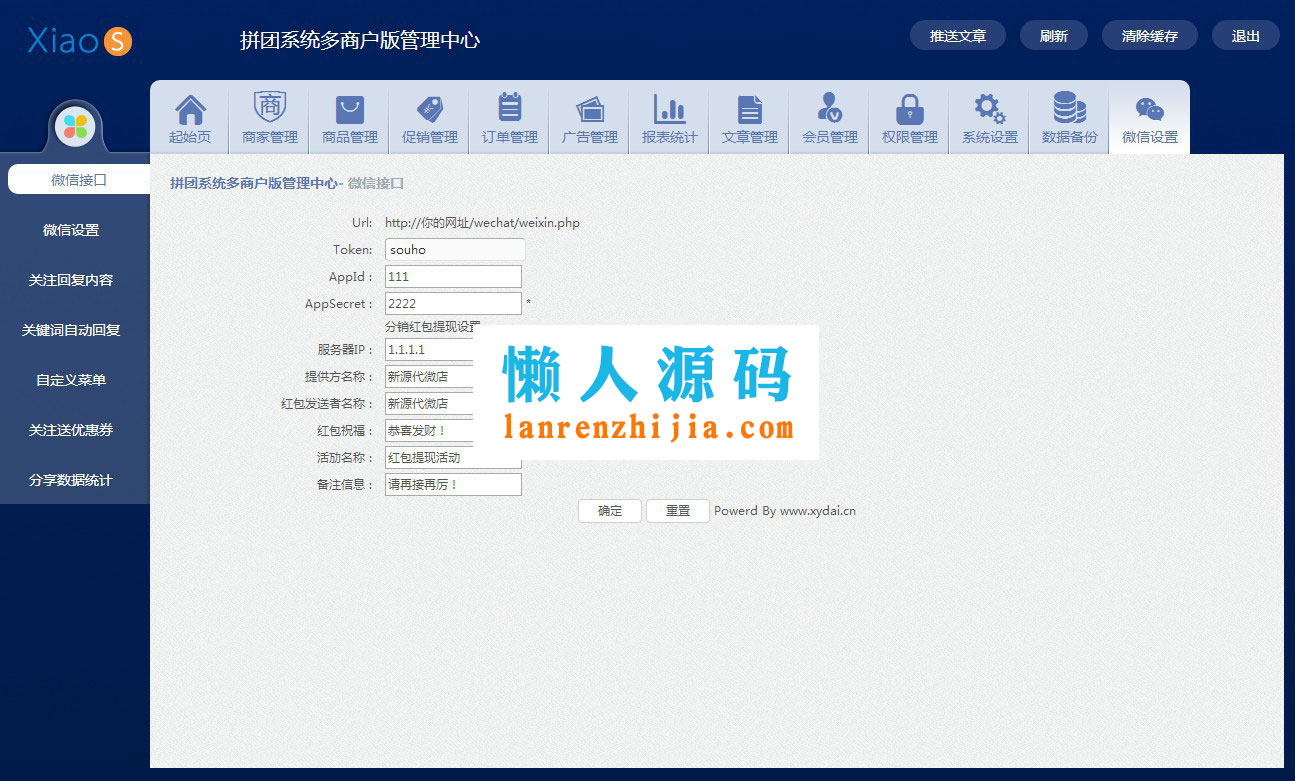 XiaoS
拼团系统多商户版管理中心
推送文章 刷新 清除缓存 退出
商
起始页 商家管理 商品管理 促销管理 订单管理 广告管理 报表统计 文章管理 会员管理 权限管理 系统设置 数据备份 微信设置
微信接口
微信设置
关注回复内容
关键词自动回复
自定义菜单
关注送优惠券
分享数据统计
拼团系统多商户版管理中心- 微信接口
Url: http://你的网址/wechat/weixin.php
Token: souho
AppId : 111
AppSecret : 2222 *
分销红包提现设置
服务器IP : 1.1.1.1
提供方名称 : 新源代微店
红包发送者名称 : 新源代微店
红包祝福 : 恭喜发财！
活动名称 : 红包提现活动
备注信息 : 请再接再厉！
确定 重置 Powerd By www.xydai.cn
懒人源码
lanrenzhijia.com